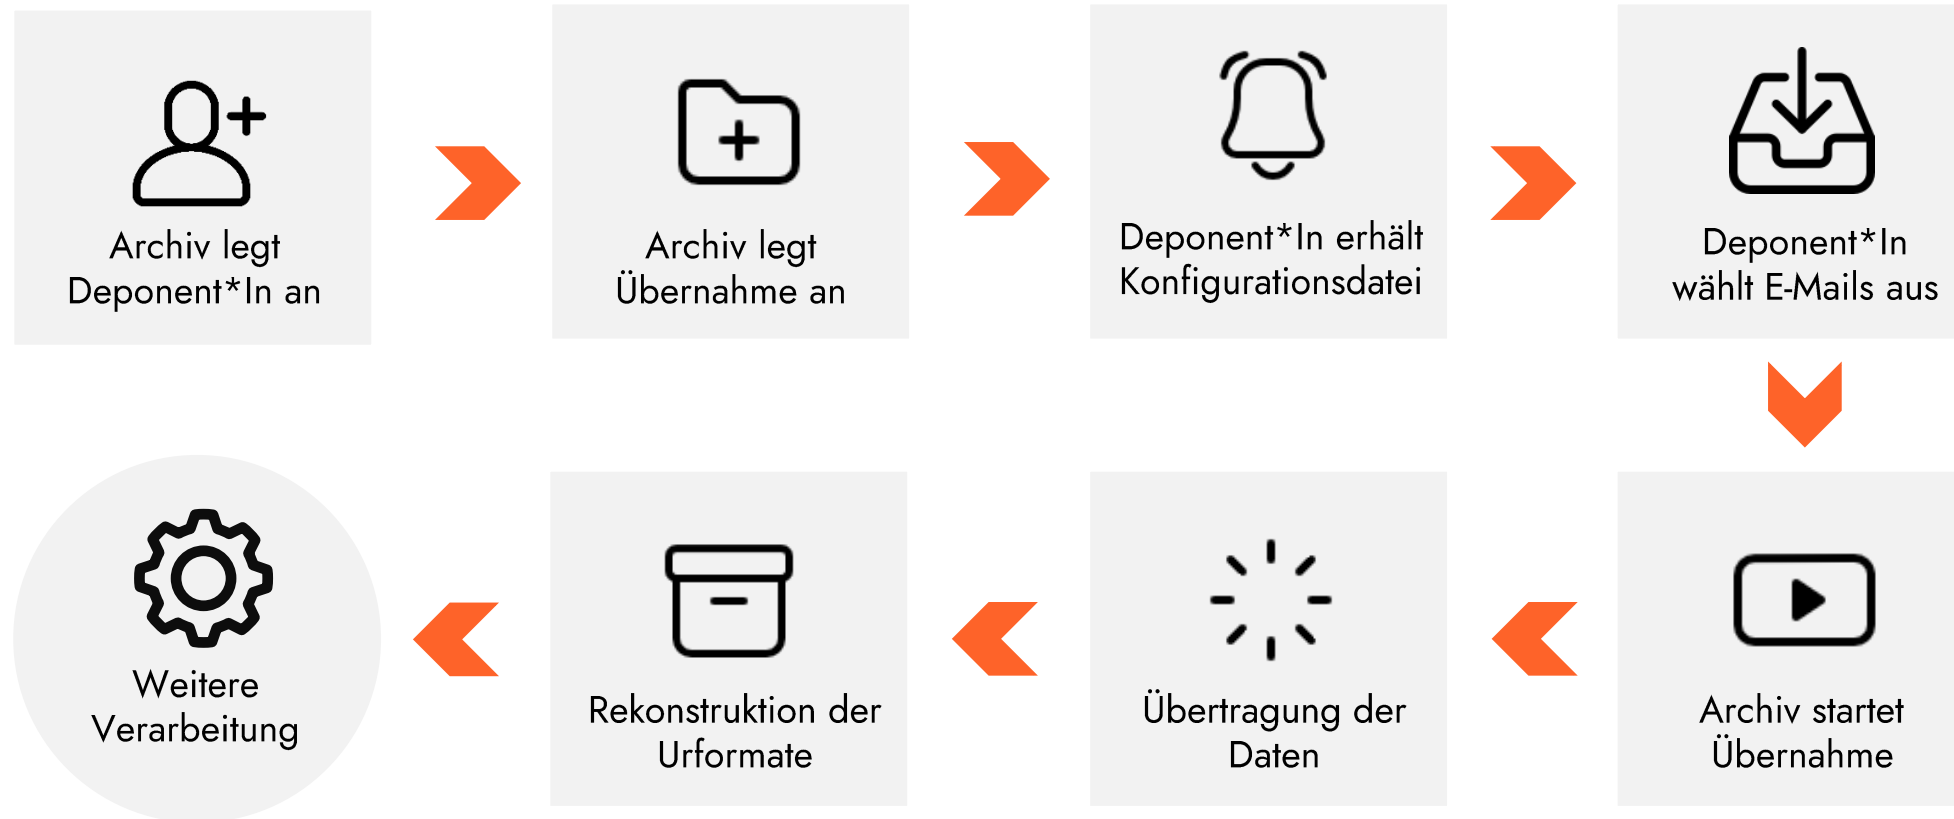 Archiv legt
Deponent*In an
Archiv legt
Übernahme an
Deponent*In erhält
Konfigurationsdatei
Deponent*In
wählt E-Mails aus
Archiv startet
Übernahme
Übertragung der
Daten
Rekonstruktion der
Urformate
Weitere
Verarbeitung